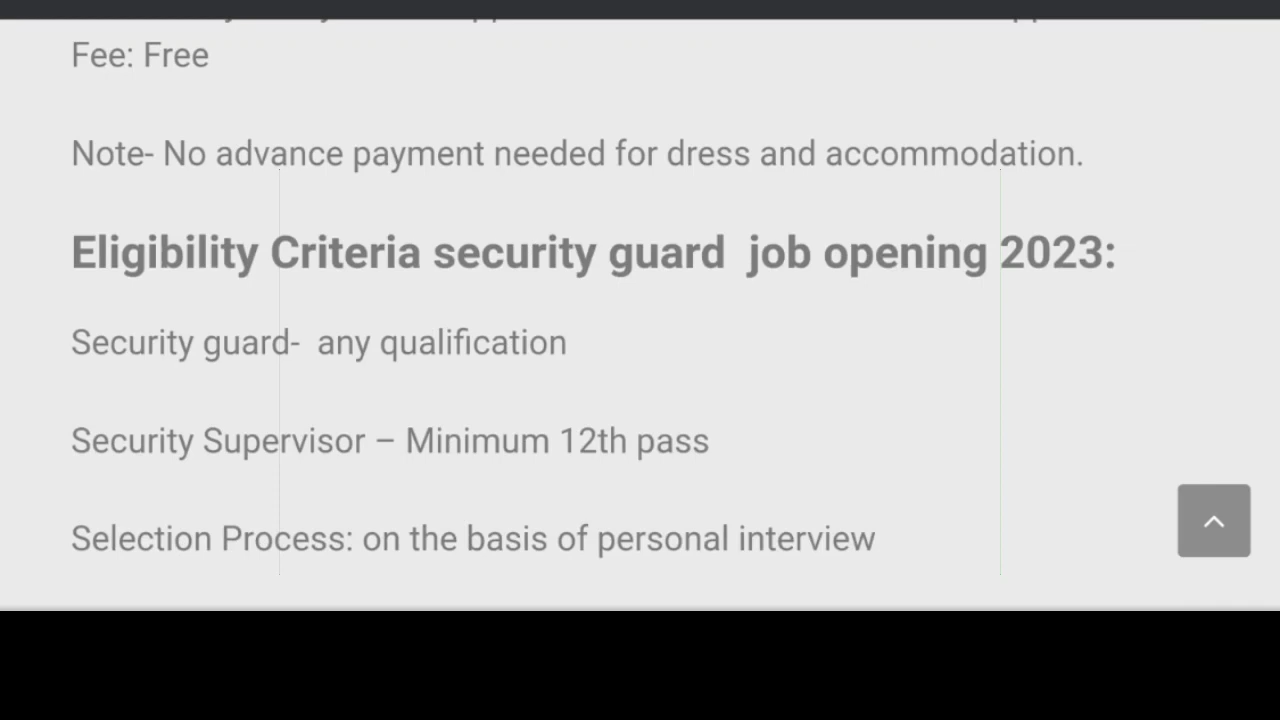 Fee: Free
Note- No advance payment needed for dress and accommodation.
Eligibility Criteria security guard  job opening 2023:
Security guard-  any qualification
Security Supervisor – Minimum 12th pass
Selection Process: on the basis of personal interview